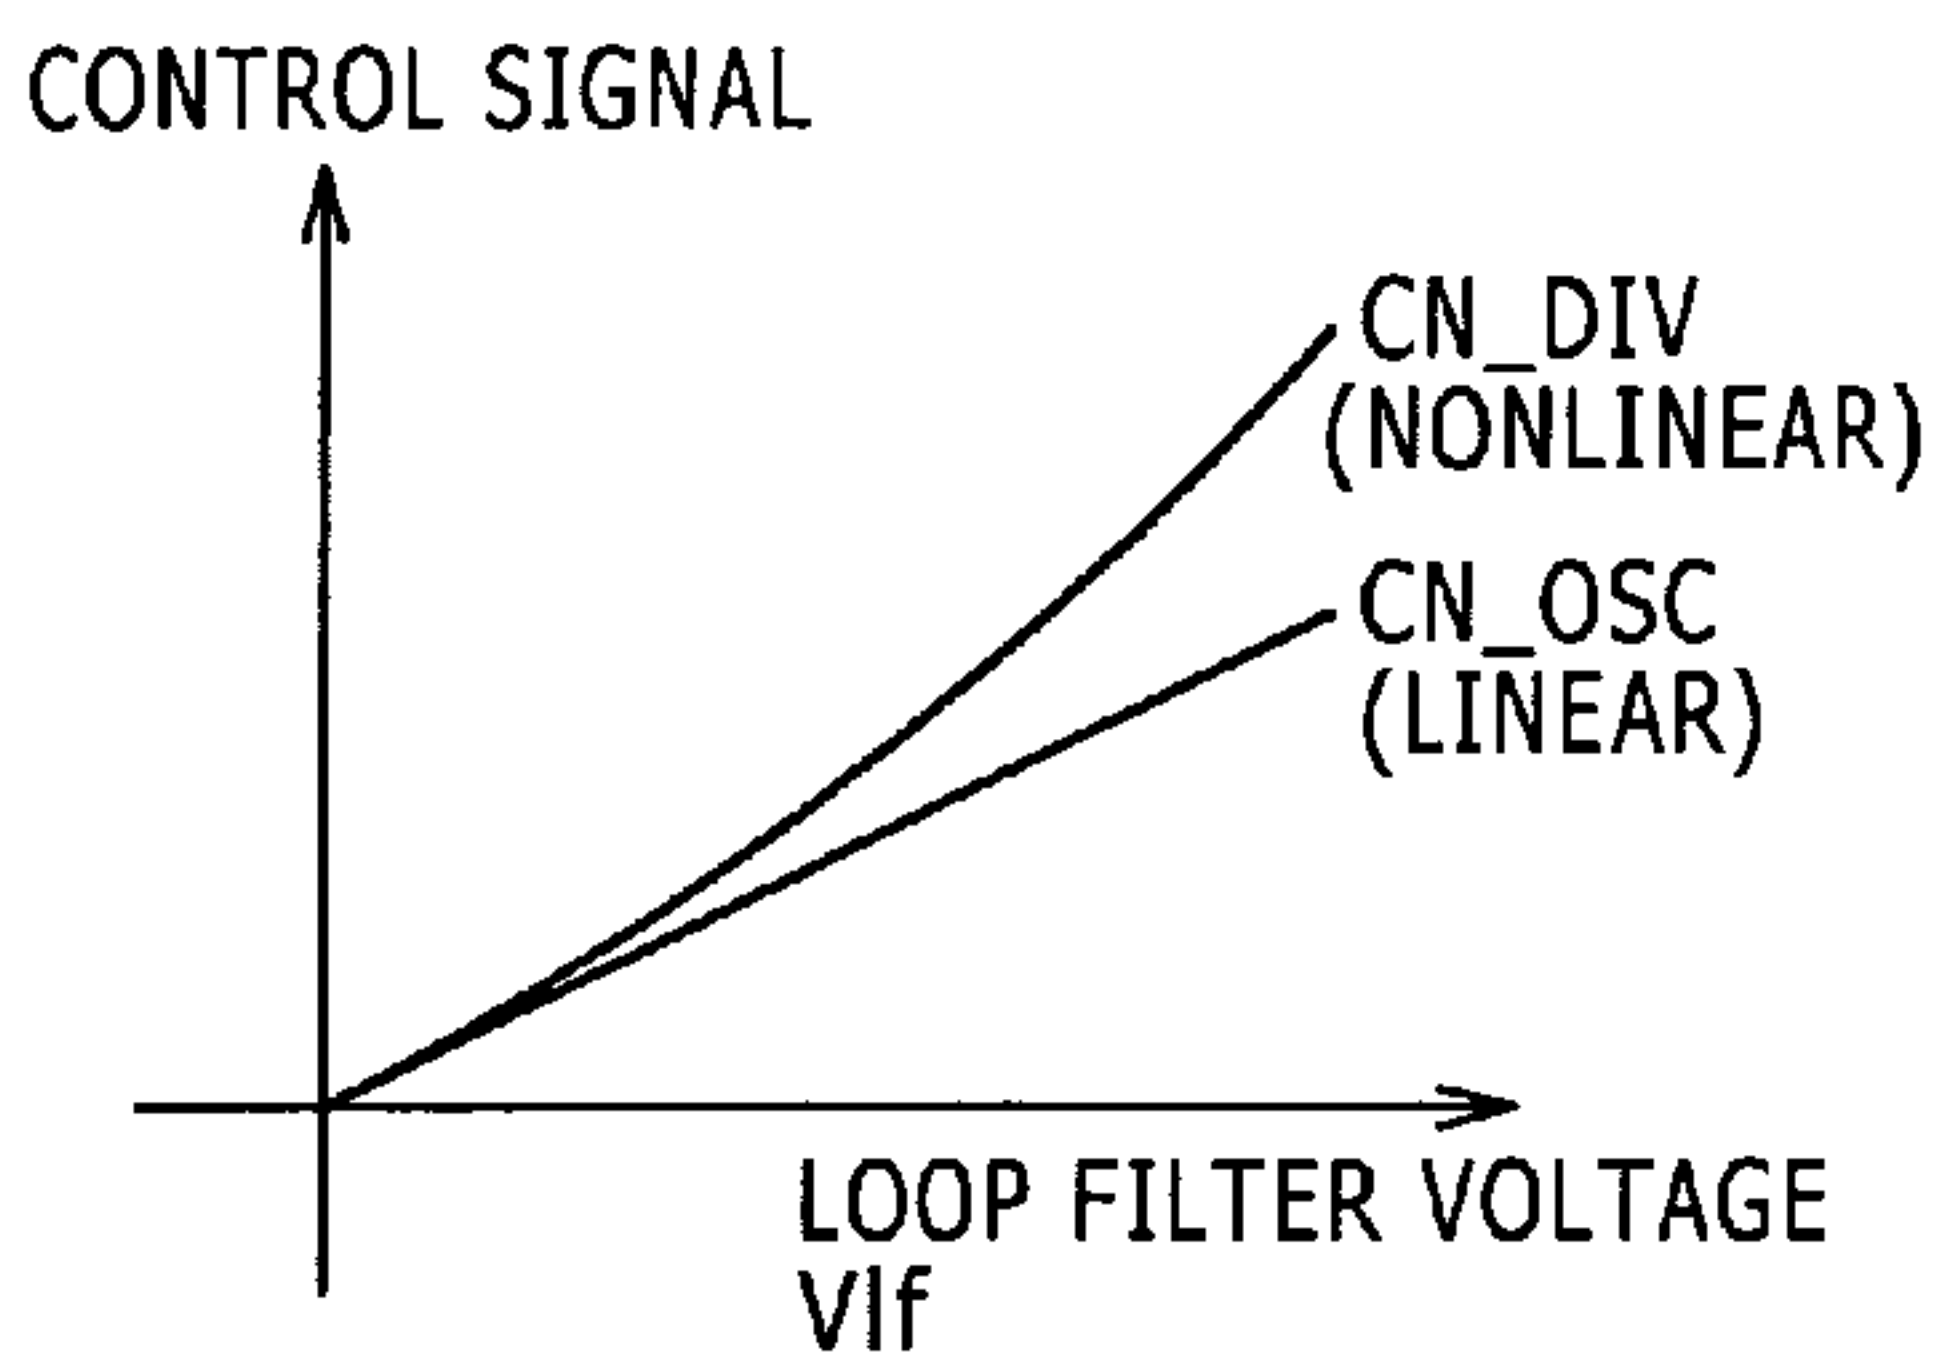 CONTROL SIGNAL
CN_DIV
(NONLINEAR)
CN_OSC
(LINEAR)
LOOP FILTER VOLTAGE
Vlf